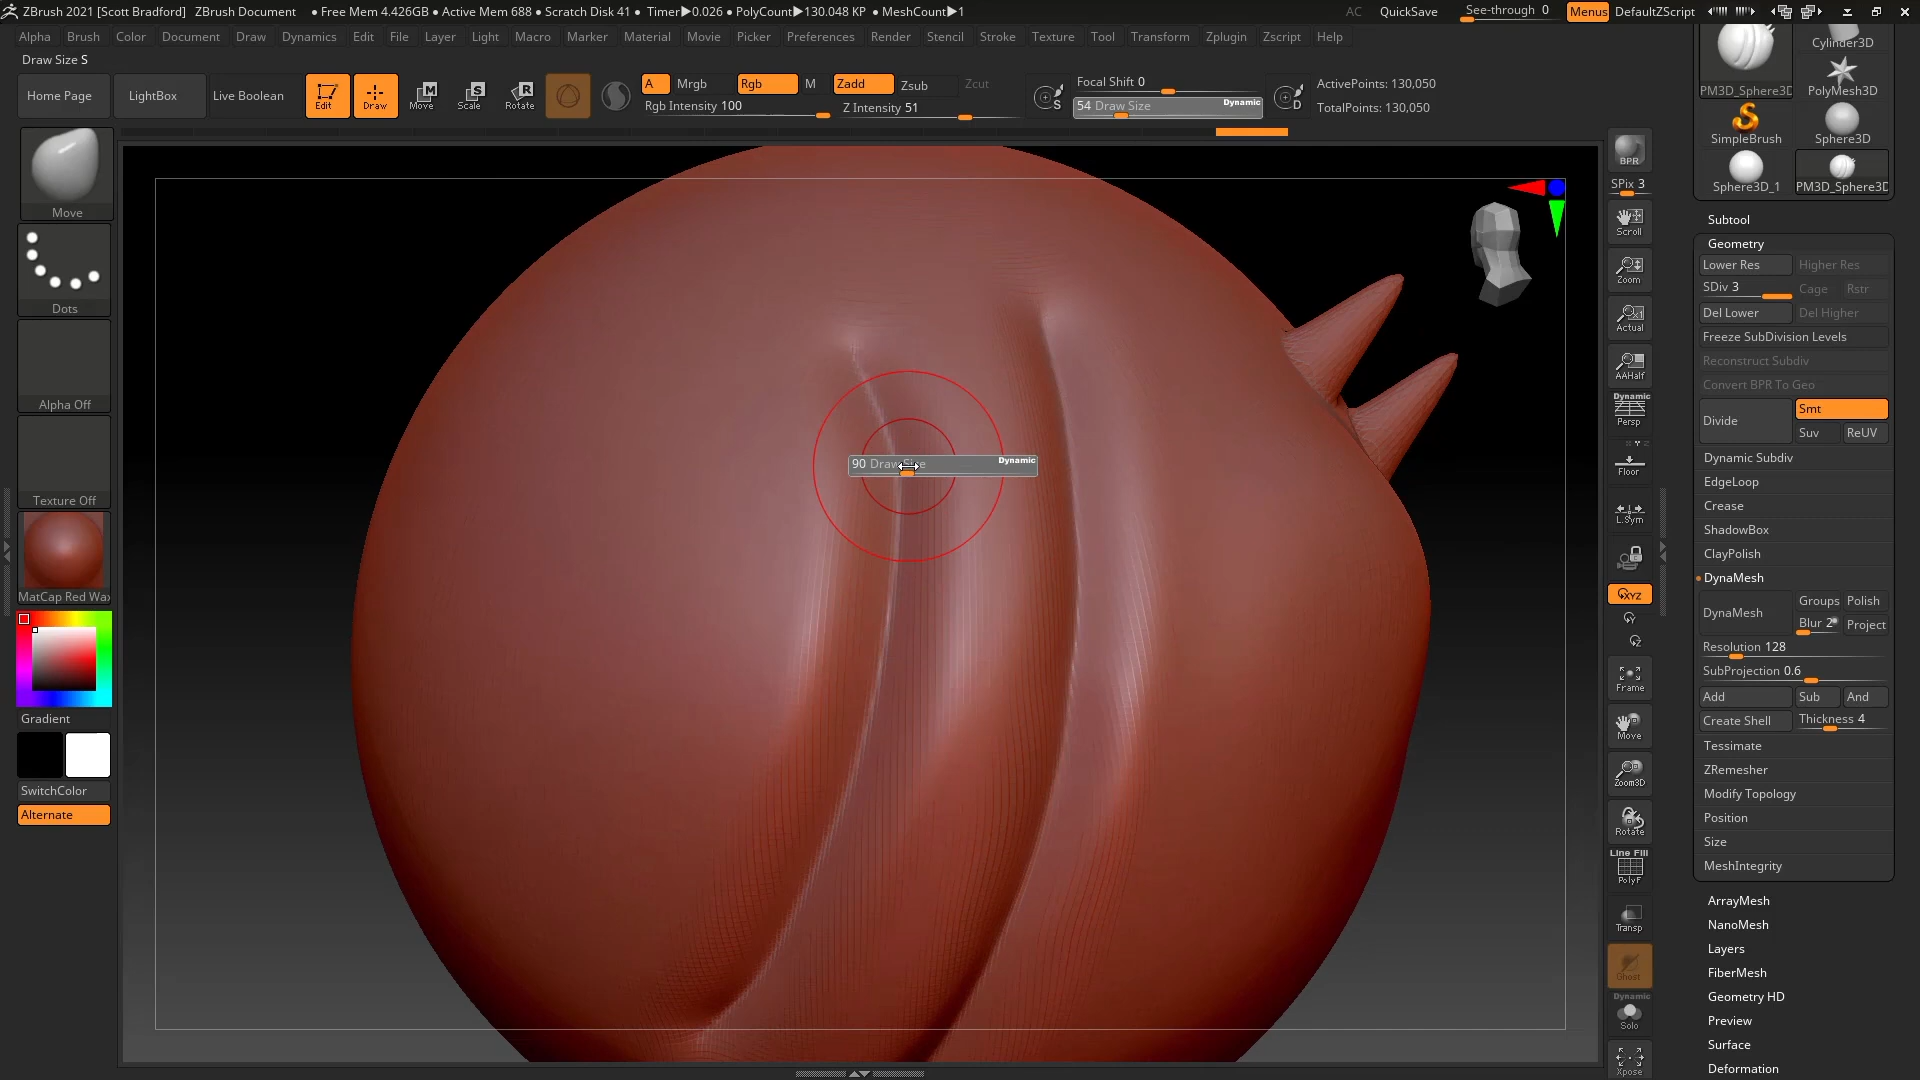 ZBrush 2021 [Scott Bradford] ZBrush Document • Free Mem 4.426GB • Active Mem 688 • Scratch Disk 41 • Timer▶0.026 • PolyCount▶130.048 KP • MeshCount▶1 AC QuickSave See-through 0 Menus DefaultZScript
Alpha Brush Color Document Draw Dynamics Edit File Layer Light Macro Marker Material Movie Picker Preferences Render Stencil Stroke Texture Tool Transform Zplugin Zscript Help
Draw Size S
Home Page LightBox Live Boolean Edit Draw Move Scale Rotate
A Mrgb Rgb M Zadd Zsub Zcut
Rgb Intensity 100 Z Intensity 51
S Focal Shift 0
54 Draw Size Dynamic
D ActivePoints: 130,050
TotalPoints: 130,050
Move
Dots
Alpha Off
Texture Off
MatCap Red Wax
Gradient
SwitchColor
Alternate
90 Draw Size Dynamic
BPR
SPix 3
Scroll
Zoom
Actual
AAHalf
Dynamic
Persp
Floor
L.Sym
XYZ
Y
Z
Frame
Move
Zoom3D
Rotate
Line Fill
PolyF
Transp
Ghost
Dynamic
Solo
Xpose
Cylinder3D
PM3D_Sphere3D PolyMesh3D
SimpleBrush Sphere3D
Sphere3D_1 PM3D_Sphere3D
Subtool
Geometry
Lower Res Higher Res
SDiv 3 Cage Rstr
Del Lower Del Higher
Freeze SubDivision Levels
Reconstruct Subdiv
Convert BPR To Geo
Divide Smt
Suv ReUV
Dynamic Subdiv
EdgeLoop
Crease
ShadowBox
ClayPolish
DynaMesh
DynaMesh Groups Polish
Blur 2 Project
Resolution 128
SubProjection 0.6
Add Sub And
Create Shell Thickness 4
Tessimate
ZRemesher
Modify Topology
Position
Size
MeshIntegrity
ArrayMesh
NanoMesh
Layers
FiberMesh
Geometry HD
Preview
Surface
Deformation